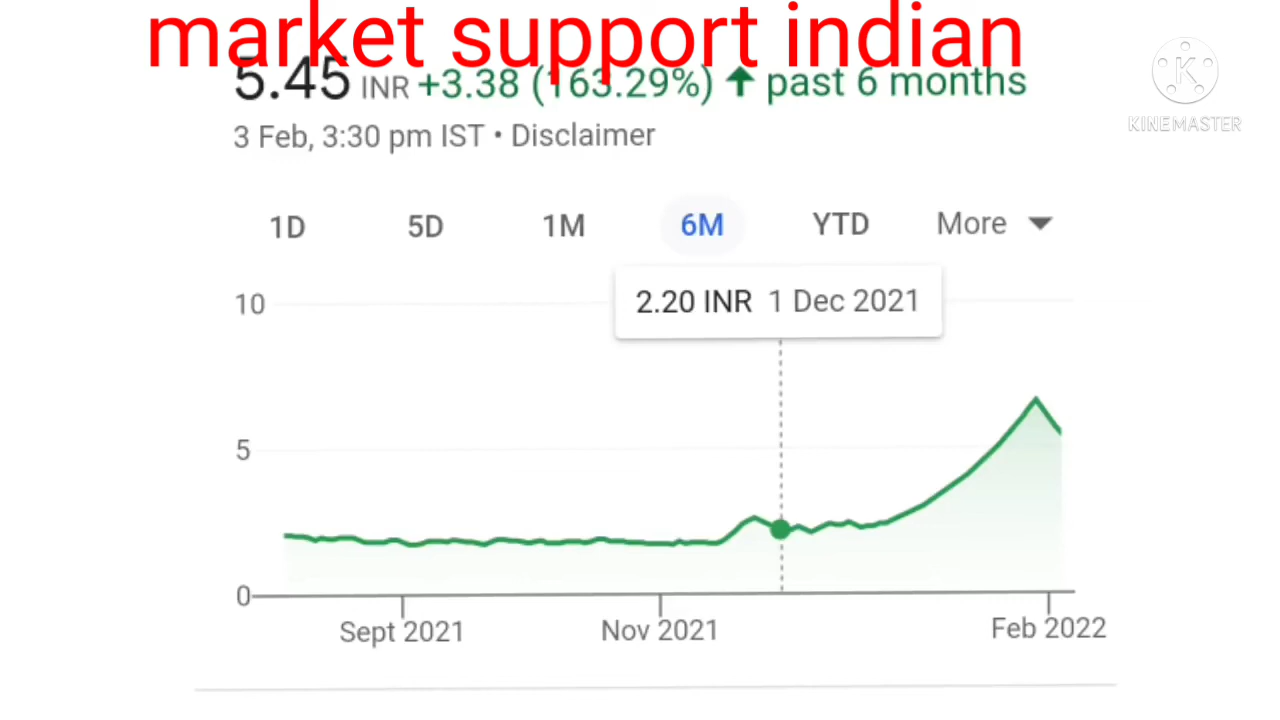 market support indian
5.45 INR +3.38 (163.29%) ↑ past 6 months
3 Feb, 3:30 pm IST • Disclaimer
1D 5D 1M 6M YTD More
2.20 INR 1 Dec 2021
10
5
0
Sept 2021 Nov 2021 Feb 2022
K
KINEMASTER